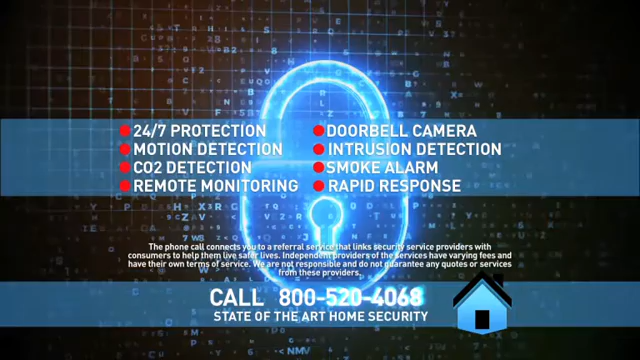 24/7 PROTECTION
DOORBELL CAMERA
MOTION DETECTION
INTRUSION DETECTION
CO2 DETECTION
SMOKE ALARM
REMOTE MONITORING
RAPID RESPONSE
The phone call connects you to a referral service that links security service providers with
consumers to help them live safer lives. Independent providers of the services have varying fees and
have their own terms of service. We are not responsible and do not guarantee any quotes or services
from these providers.
CALL 800-520-4068
STATE OF THE ART HOME SECURITY